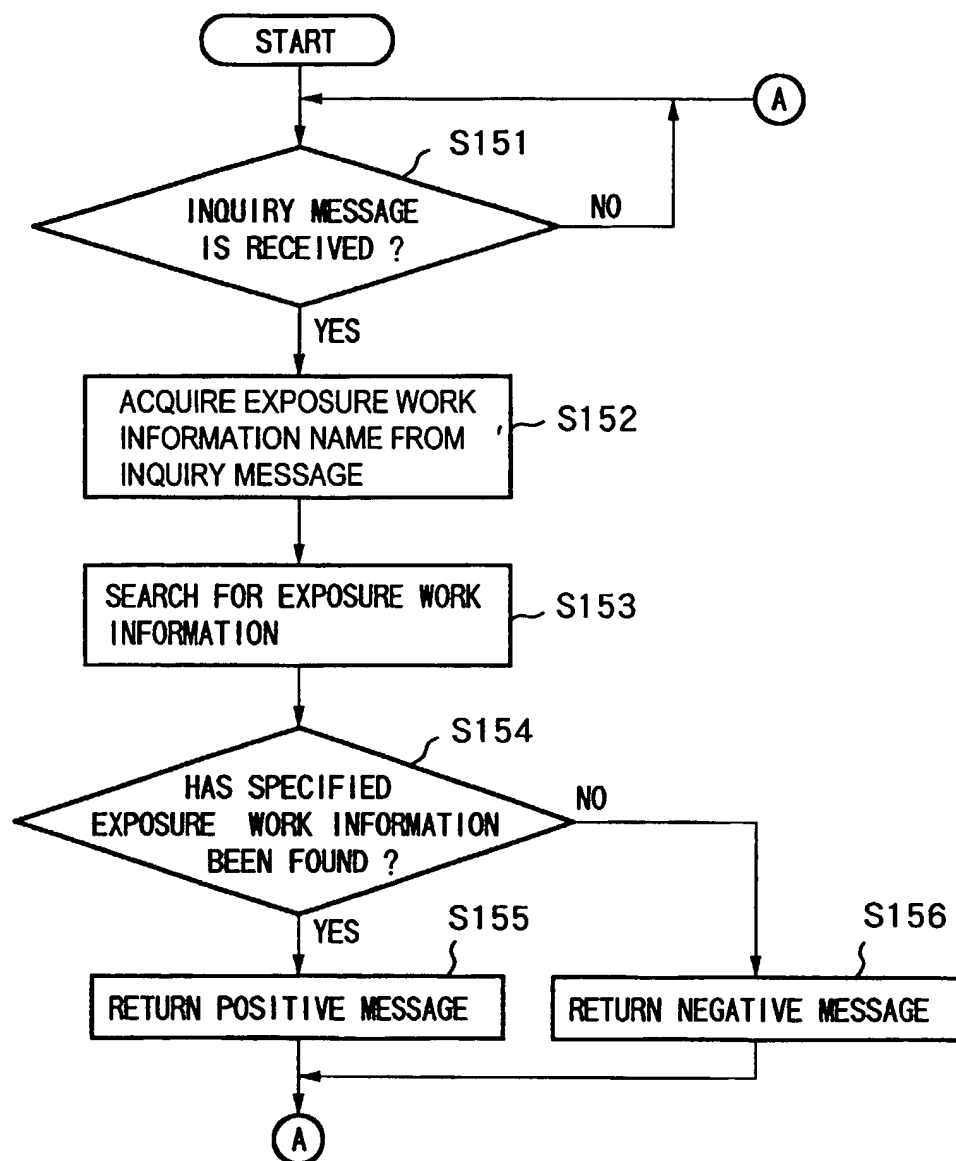 START
A
S151
INQUIRY MESSAGE
IS RECEIVED ?
NO
YES
ACQUIRE EXPOSURE WORK
INFORMATION NAME FROM
INQUIRY MESSAGE
S152
SEARCH FOR EXPOSURE WORK
INFORMATION
S153
S154
HAS SPECIFIED
EXPOSURE WORK INFORMATION
BEEN FOUND ?
NO
YES
S155
S156
RETURN POSITIVE MESSAGE
RETURN NEGATIVE MESSAGE
A